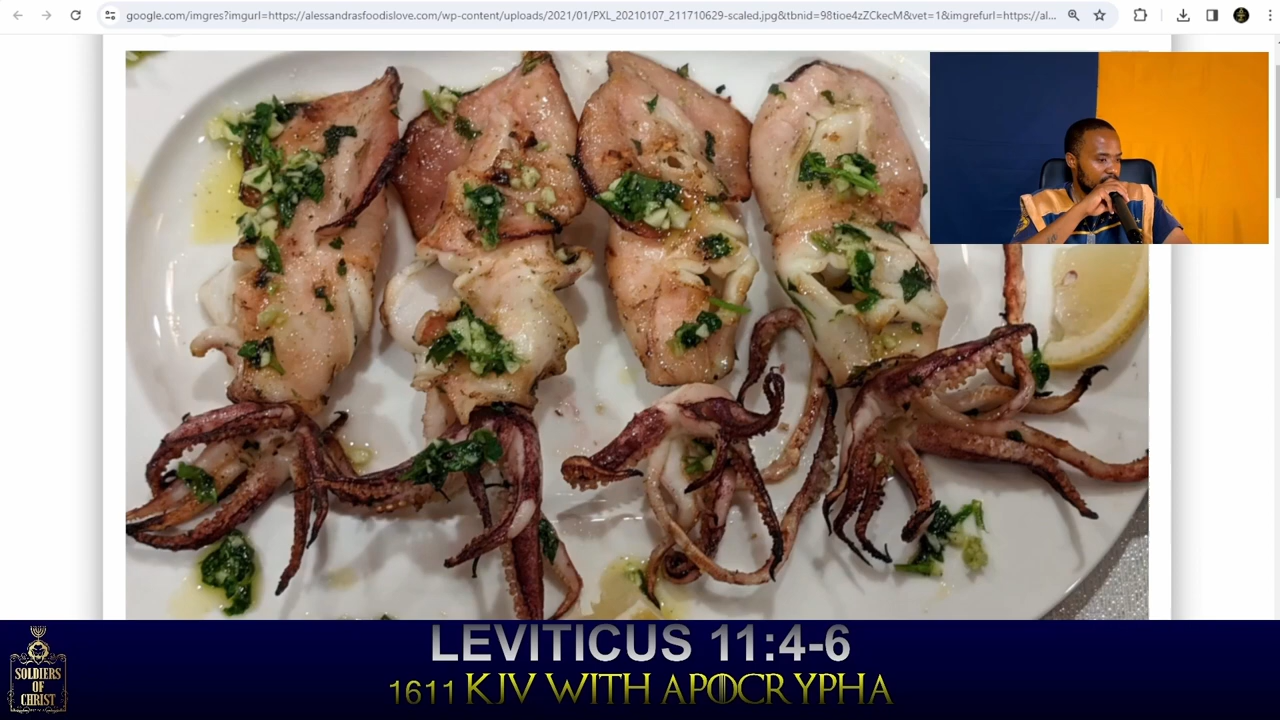 google.com/imgres?imgurl=https://alessandrasfoodislove.com/wp-content/uploads/2021/01/PXL_20210107_211710629-scaled.jpg&tbnid=98tioe4zZCkecM&vet=1&imgrefurl=https://al...
LEVITICUS 11:4-6
1611 KJV WITH APOCRYPHA
SOLDIERS
OF
CHRIST